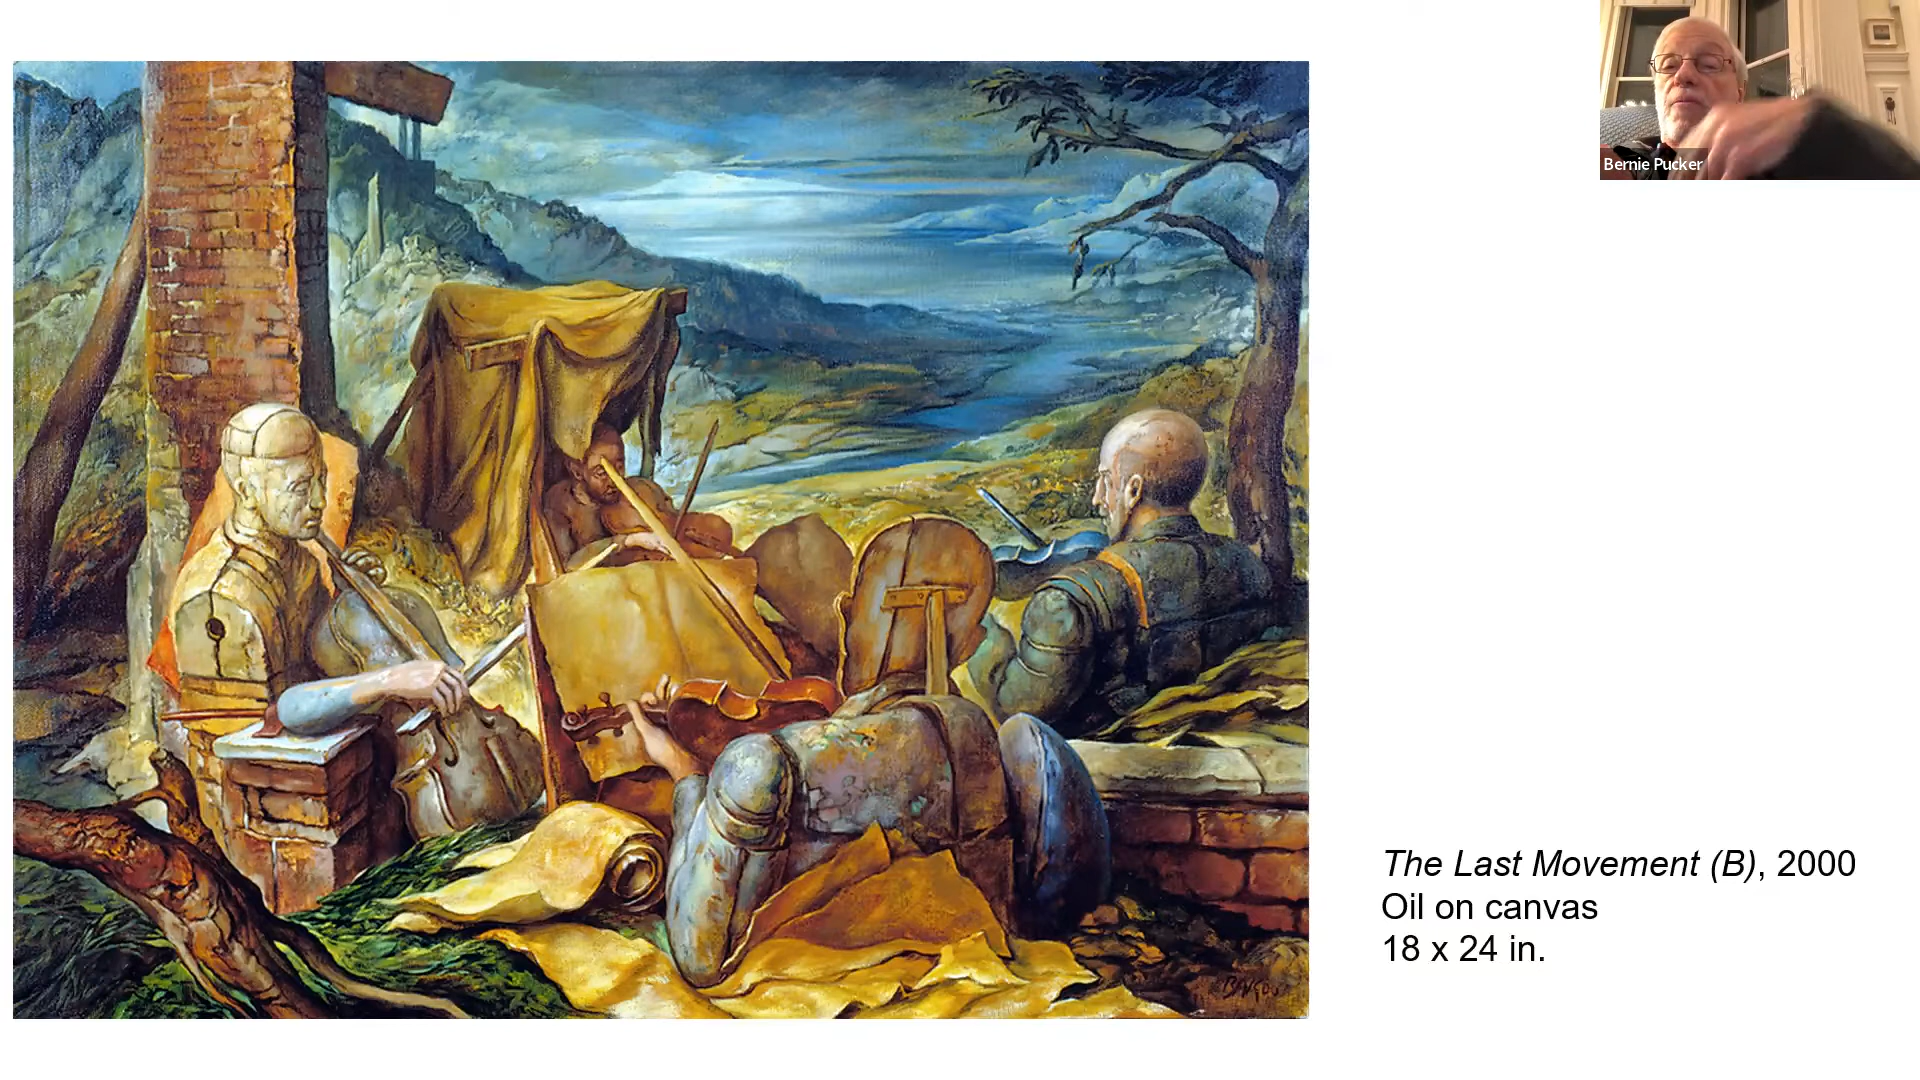 Bernie Pucker
The Last Movement (B), 2000
Oil on canvas
18 x 24 in.